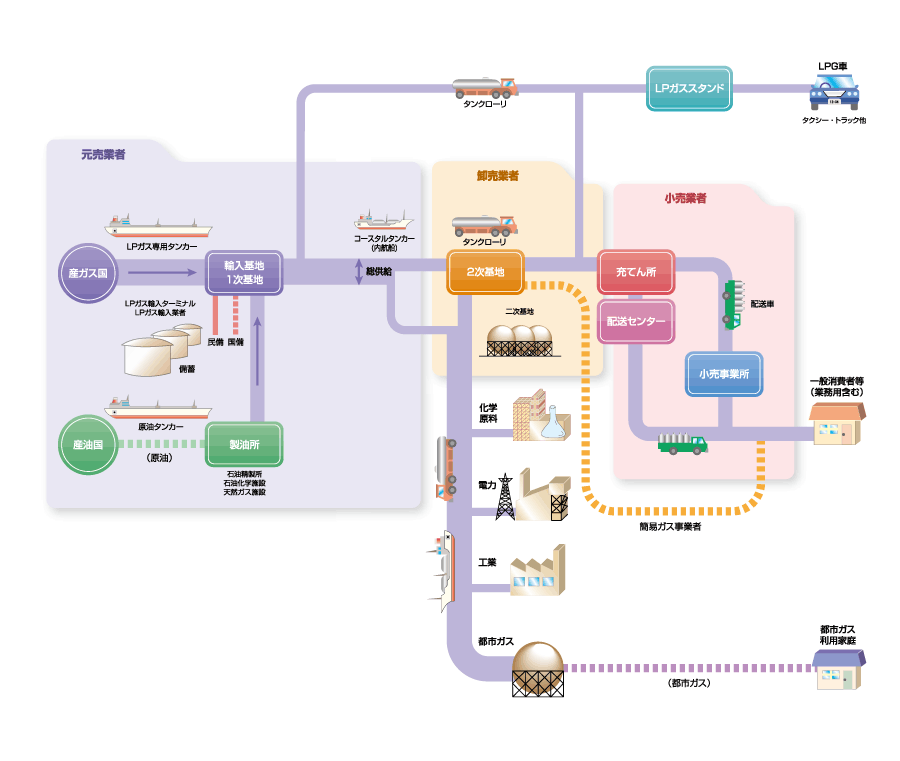 LPG車
LPガススタンド
タンクローリ
タクシー・トラック他
元売業者
卸売業者
小売業者
LPガス専用タンカー
コースタルタンカー
(内航船)
タンクローリ
産ガス国
輸入基地
1次基地
総供給
2次基地
充てん所
配送車
LPガス輸入ターミナル
LPガス輸入業者
民備
国備
二次基地
配送センター
備蓄
小売事業所
一般消費者等
(業務用含む)
原油タンカー
化学
原料
産油国
(原油)
製油所
石油精製所
石油化学施設
天然ガス施設
電力
簡易ガス事業者
工業
都市ガス
都市ガス
利用家庭
(都市ガス)